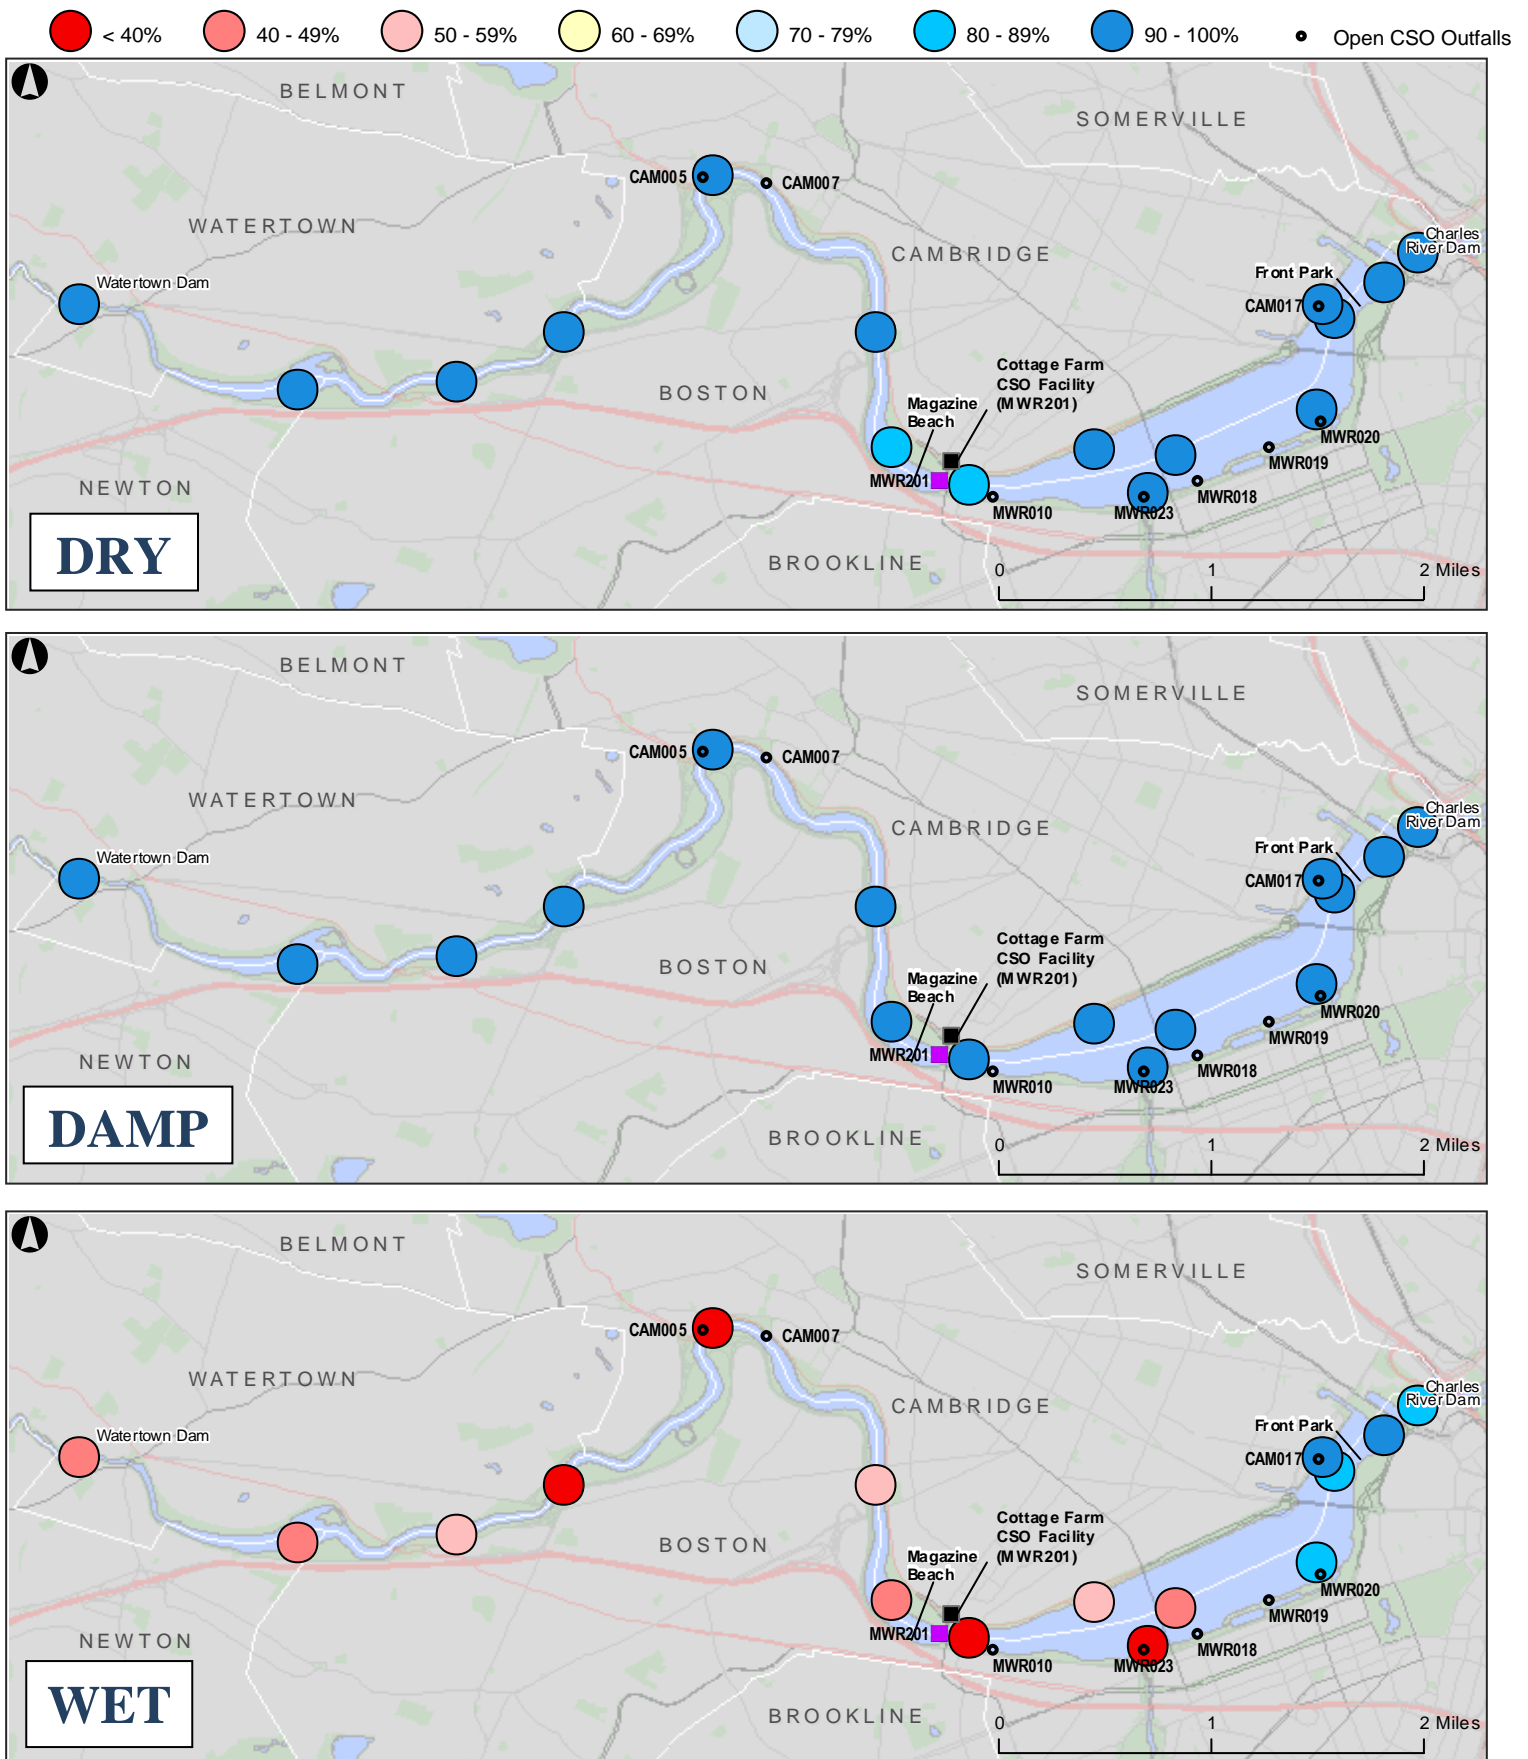 < 40%
40 - 49%
50 - 59%
60 - 69%
70 - 79%
80 - 89%
90 - 100%
Open CSO Outfalls
BELMONT
SOMERVILLE
CAM005
CAM007
WATERTOWN
CAMBRIDGE
Charles
River Dam
Watertown Dam
Front Park
CAM017
Cottage Farm
CSO Facility
(MWR201)
BOSTON
Magazine
Beach
MWR020
MWR019
MWR201
NEWTON
MWR018
MWR010
MWR023
DRY
BROOKLINE
0
1
2 Miles
BELMONT
SOMERVILLE
CAM005
CAM007
WATERTOWN
CAMBRIDGE
Charles
River Dam
Watertown Dam
Front Park
CAM017
Cottage Farm
CSO Facility
(MWR201)
BOSTON
Magazine
Beach
MWR020
MWR019
MWR201
NEWTON
MWR018
MWR010
MWR023
DAMP
BROOKLINE
0
1
2 Miles
BELMONT
SOMERVILLE
CAM005
CAM007
WATERTOWN
CAMBRIDGE
Charles
River Dam
Watertown Dam
Front Park
CAM017
Cottage Farm
CSO Facility
(MWR201)
BOSTON
Magazine
Beach
MWR020
MWR019
MWR201
NEWTON
MWR018
MWR010
MWR023
WET
BROOKLINE
0
1
2 Miles